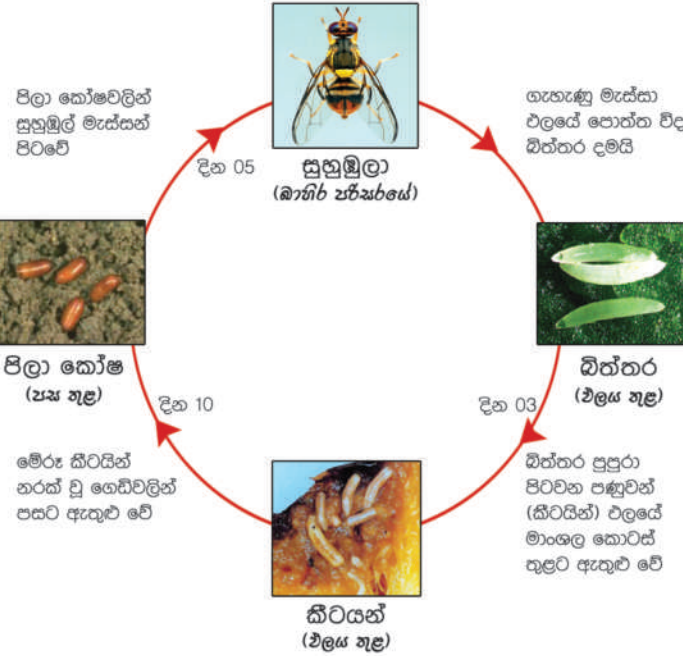 පිලා කෝෂවලින්
සුහුඹුල් මැස්සන්
පිටවේ
දින 05
සුහුඹුලා
(බාහිර පරිසරයේ)
ගැහැණු මැස්සා
ඵලයේ පොත්ත විද
බිත්තර දමයි
පිලා කෝෂ
(පස තුළ)
බිත්තර
(ඵලය තුළ)
දින 10
දින 03
මේරූ කීටයින්
නරක් වූ ගෙඩිවලින්
පසට ඇතුළු වේ
බිත්තර පුපුරා
පිටවන පණුවන්
(කීටයින්) ඵලයේ
මාංශල කොටස්
තුළට ඇතුළු වේ
කීටයන්
(ඵලය තුළ)